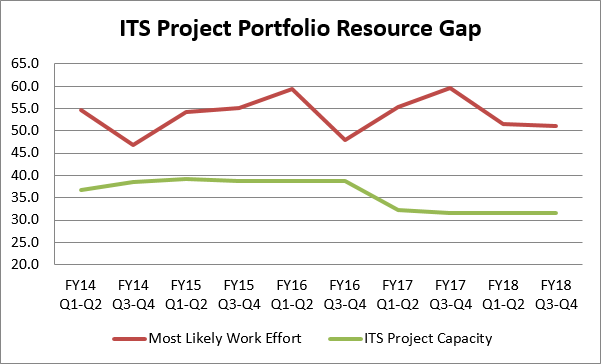 ITS Project Portfolio Resource Gap
65.0
60.0
55.0
50.0
45.0
40.0
35.0
30.0
25.0
20.0
FY14 FY14 FY15 FY15 FY16 FY16 FY17 FY17 FY18 FY18
Q1-Q2 Q3-Q4 Q1-Q2 Q3-Q4 Q1-Q2 Q3-Q4 Q1-Q2 Q3-Q4 Q1-Q2 Q3-Q4
Most Likely Work Effort ITS Project Capacity